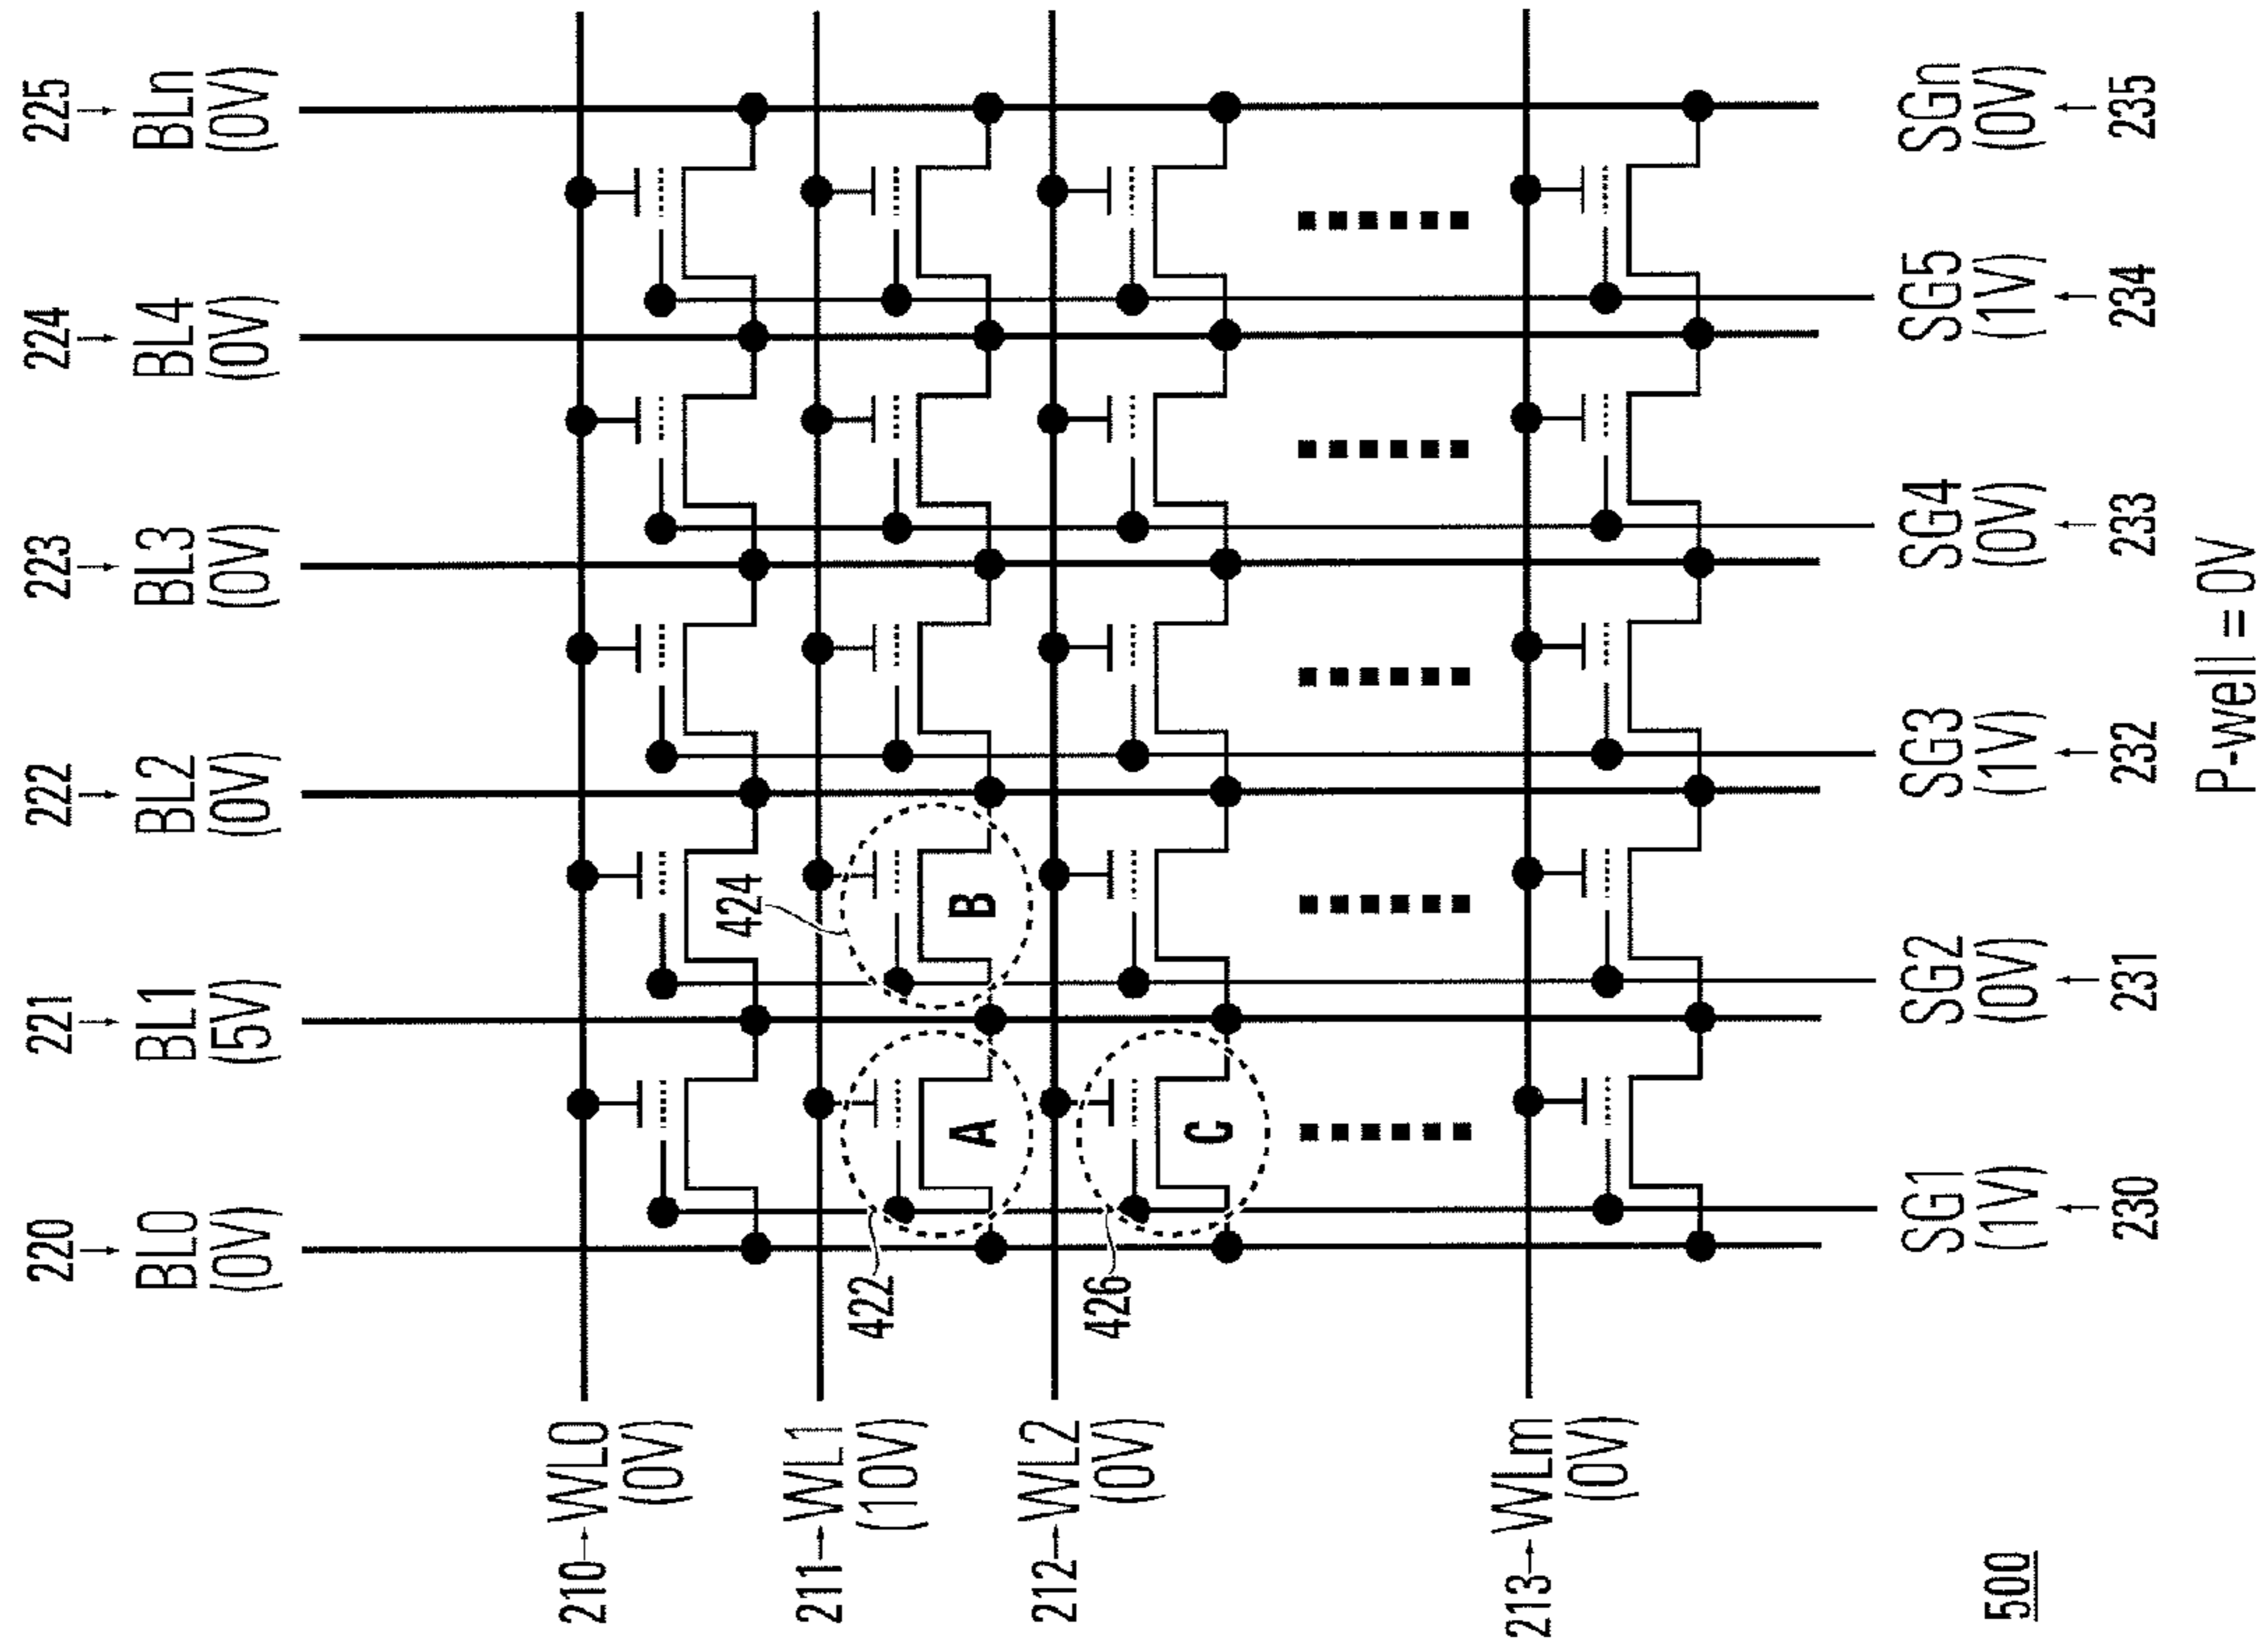 220 221 222 223 224 225
BL0 BL1 BL2 BL3 BL4 BLn
(0V) (5V) (0V) (0V) (0V) (0V)
210 WL0
(0V)
424
211 WL1
(10V)
422
A B
212 WL2
(0V)
426
C
213 WLm
(0V)
SG1 SG2 SG3 SG4 SG5 SGn
(1V) (0V) (1V) (0V) (1V) (0V)
500
230 231 232 233 234 235
P-well = 0V